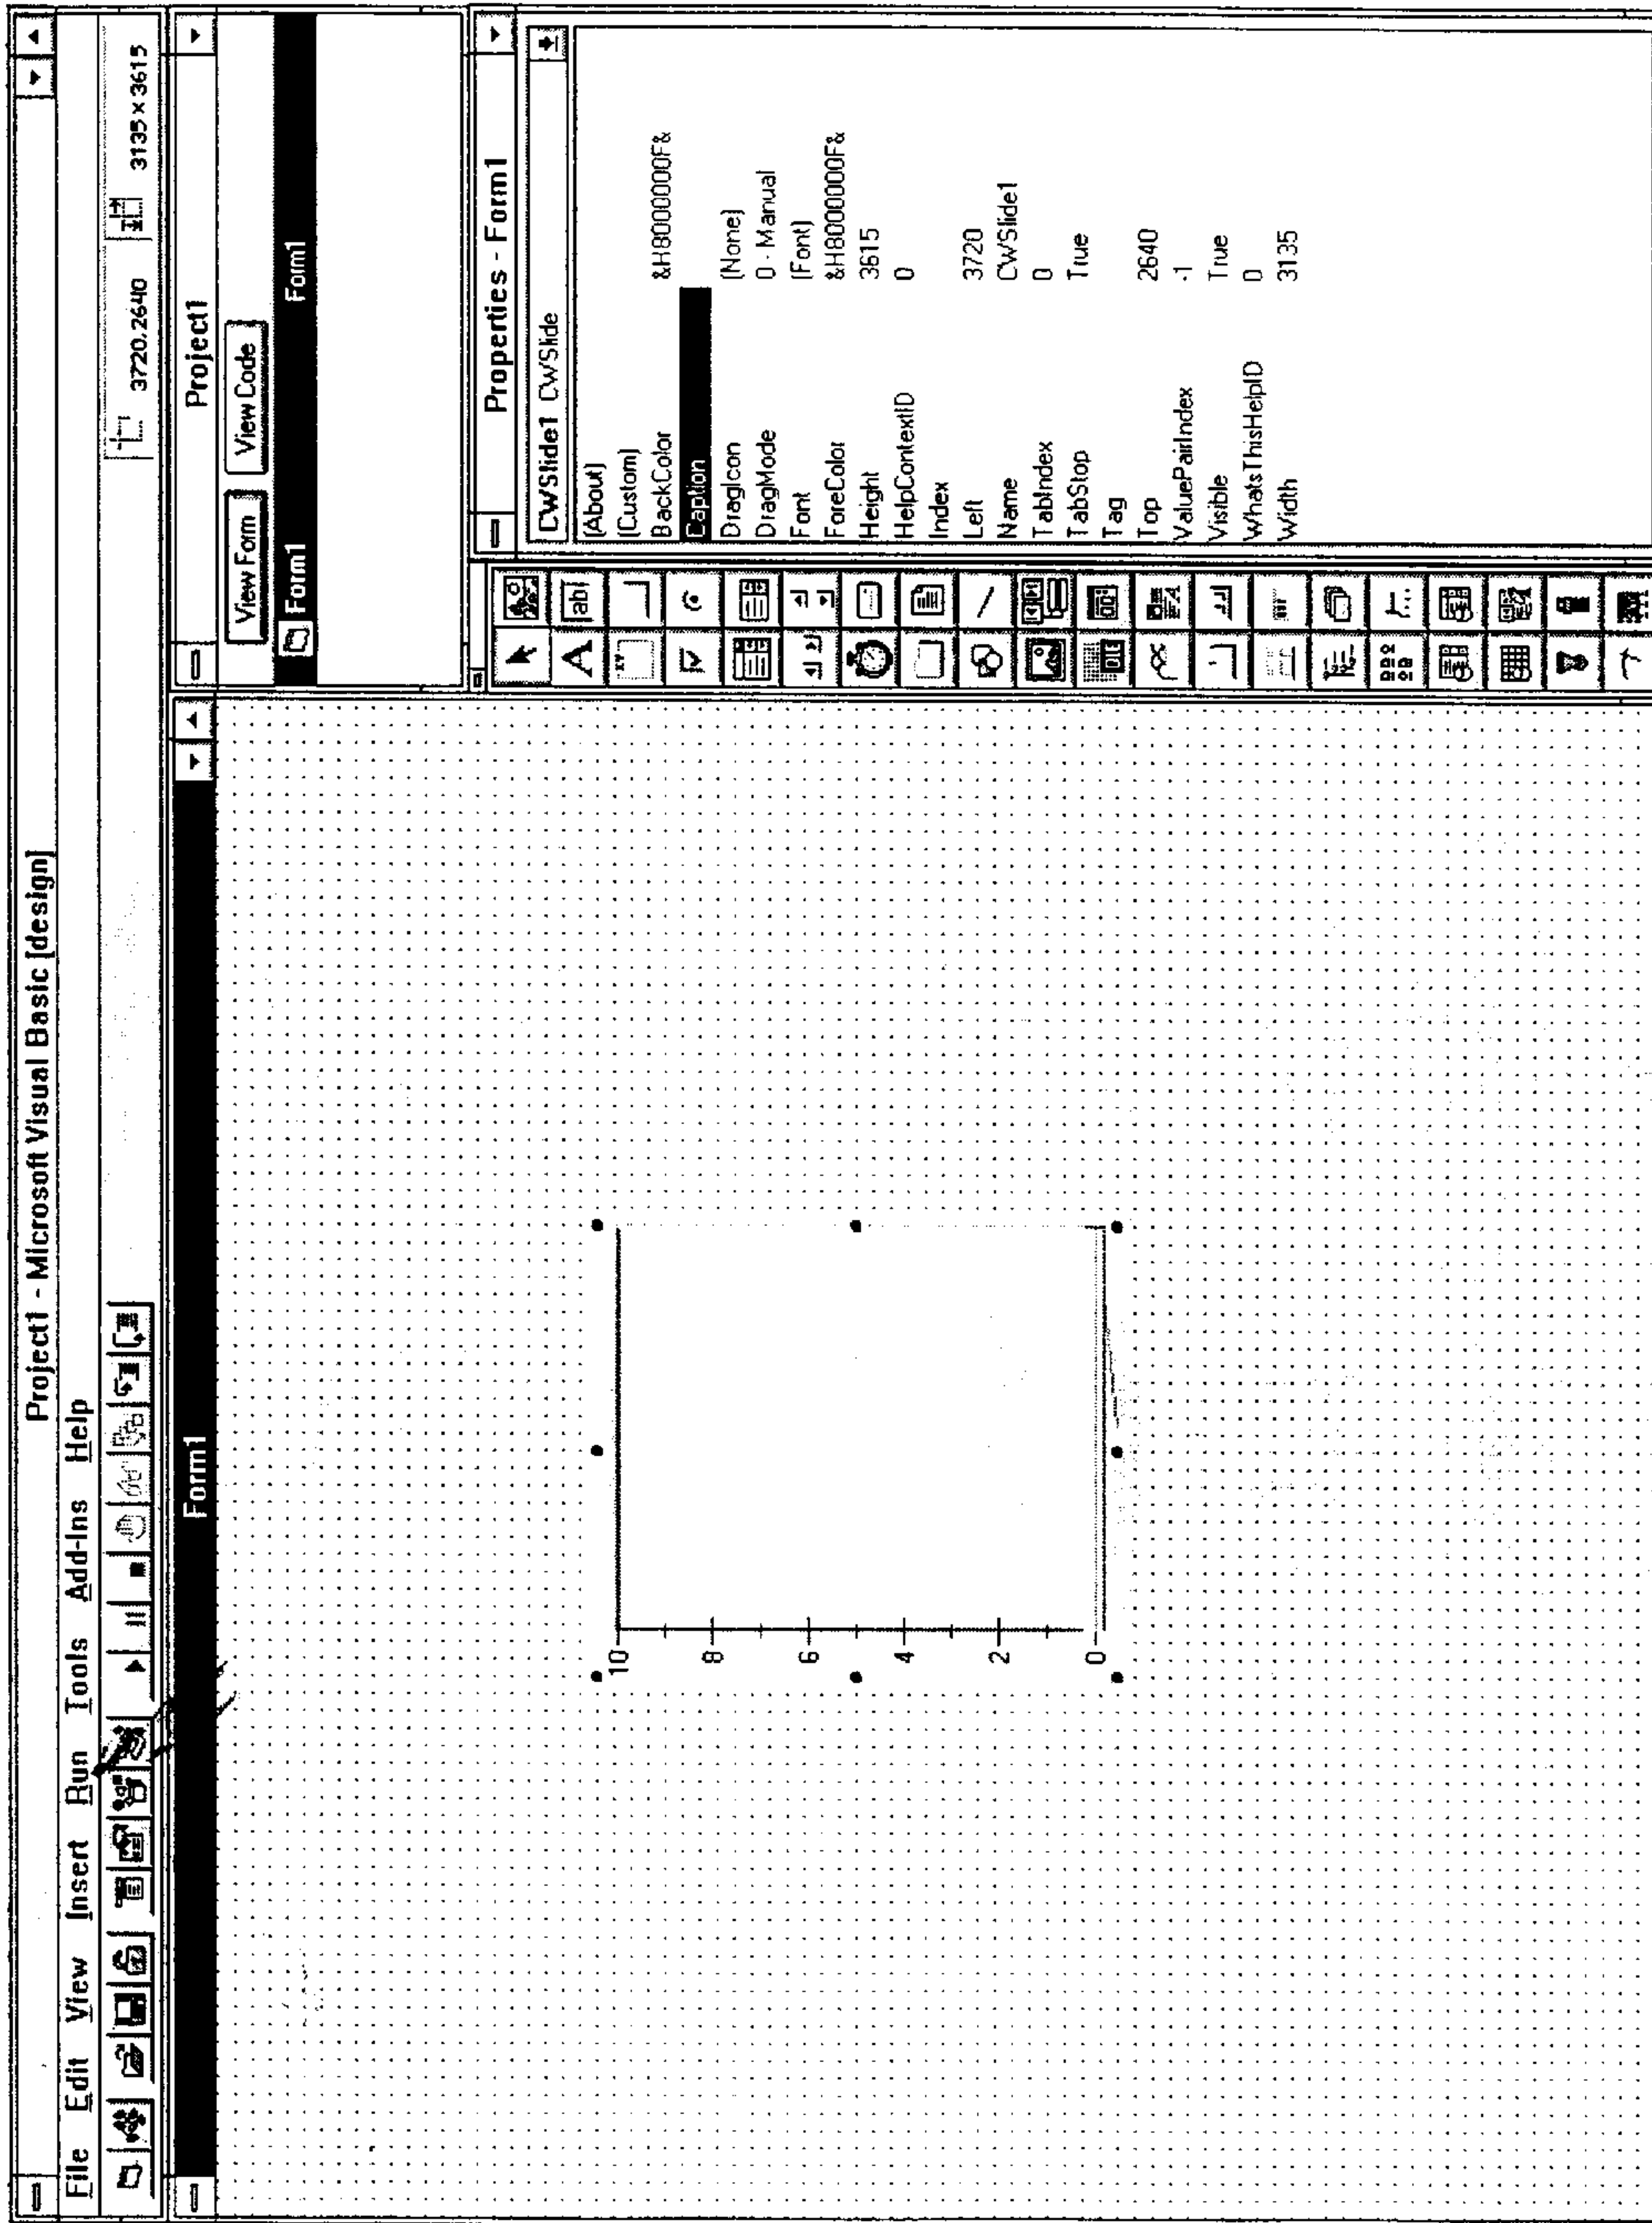 Project1 - Microsoft Visual Basic [design]
File Edit View Insert Run Tools Add-Ins Help
3720,2640 3135 × 3615
Form1
10
8
6
4
2
0
Project1
View Form View Code
Form1 Form1
Properties - Form1
CWSlide1 CWSlide
(About)
(Custom)
BackColor &H8000000F&
Caption
DragIcon (None)
DragMode 0 - Manual
Font (Font)
ForeColor &H8000000F&
Height 3615
HelpContextID 0
Index
Left 3720
Name CWSlide1
TabIndex 0
TabStop True
Tag
Top 2640
ValuePairIndex -1
Visible True
WhatsThisHelpID 0
Width 3135
A
ab